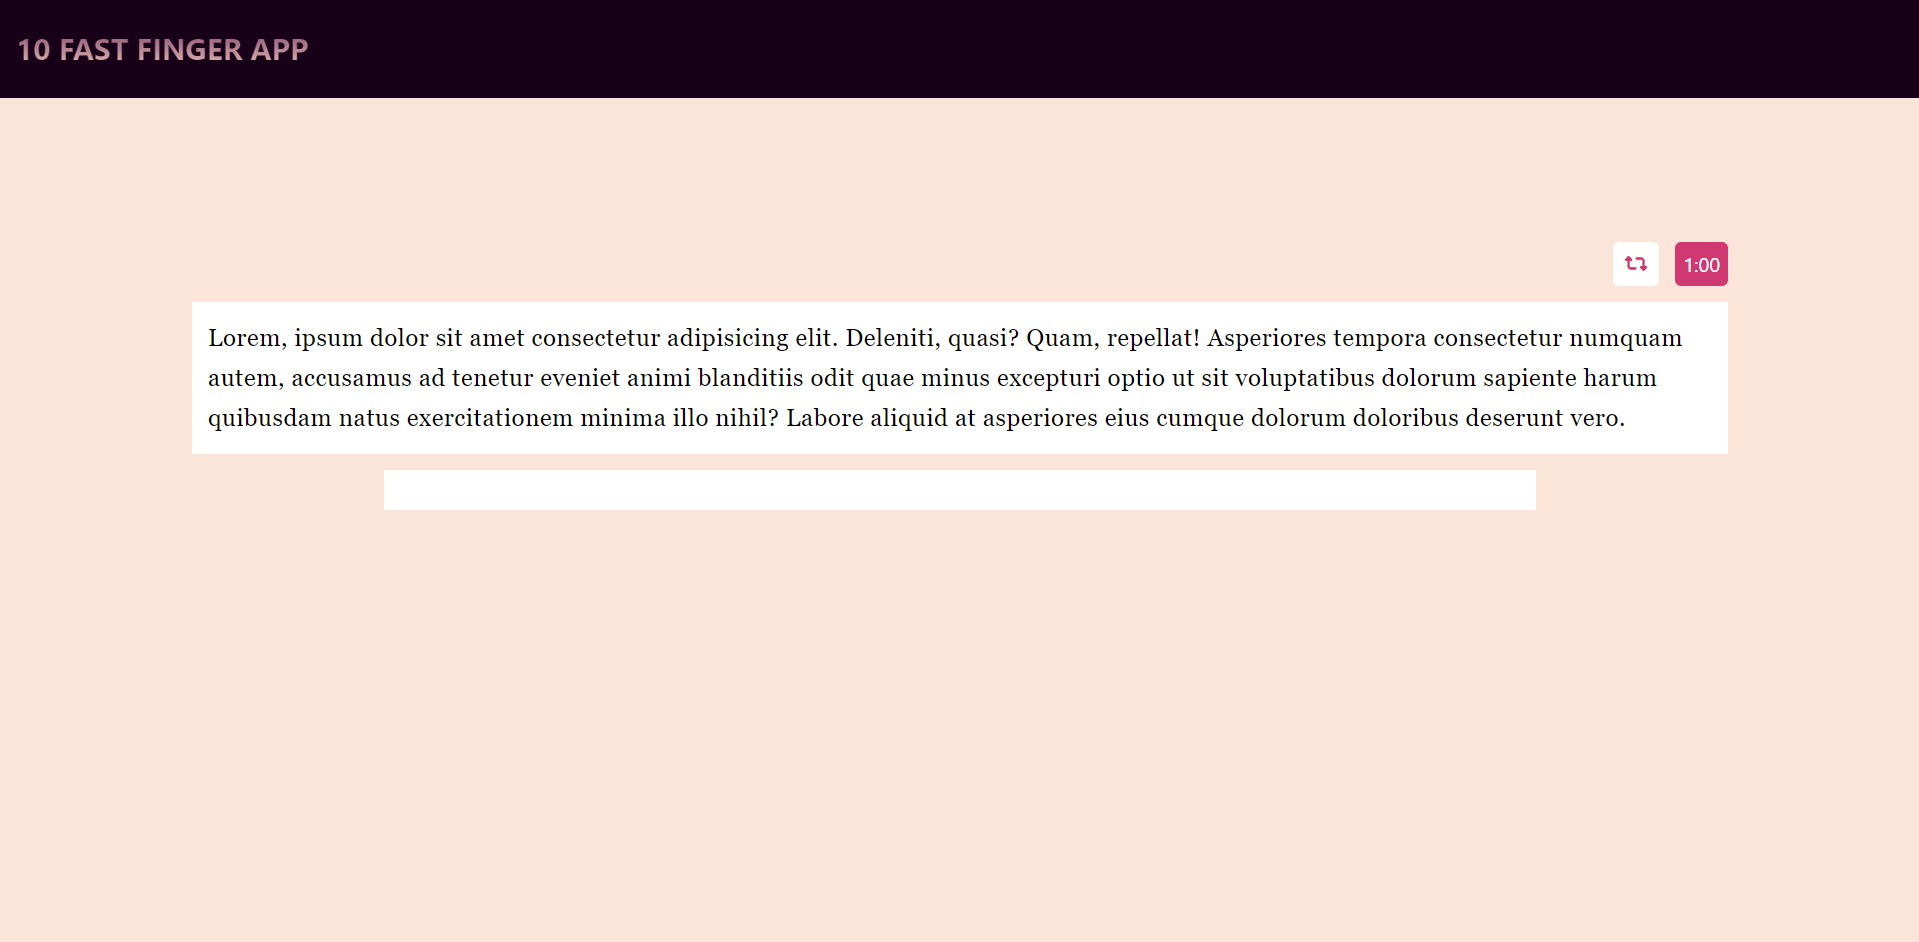 10 FAST FINGER APP
1:00
Lorem, ipsum dolor sit amet consectetur adipisicing elit. Deleniti, quasi? Quam, repellat! Asperiores tempora consectetur numquam
autem, accusamus ad tenetur eveniet animi blanditiis odit quae minus excepturi optio ut sit voluptatibus dolorum sapiente harum
quibusdam natus exercitationem minima illo nihil? Labore aliquid at asperiores eius cumque dolorum doloribus deserunt vero.